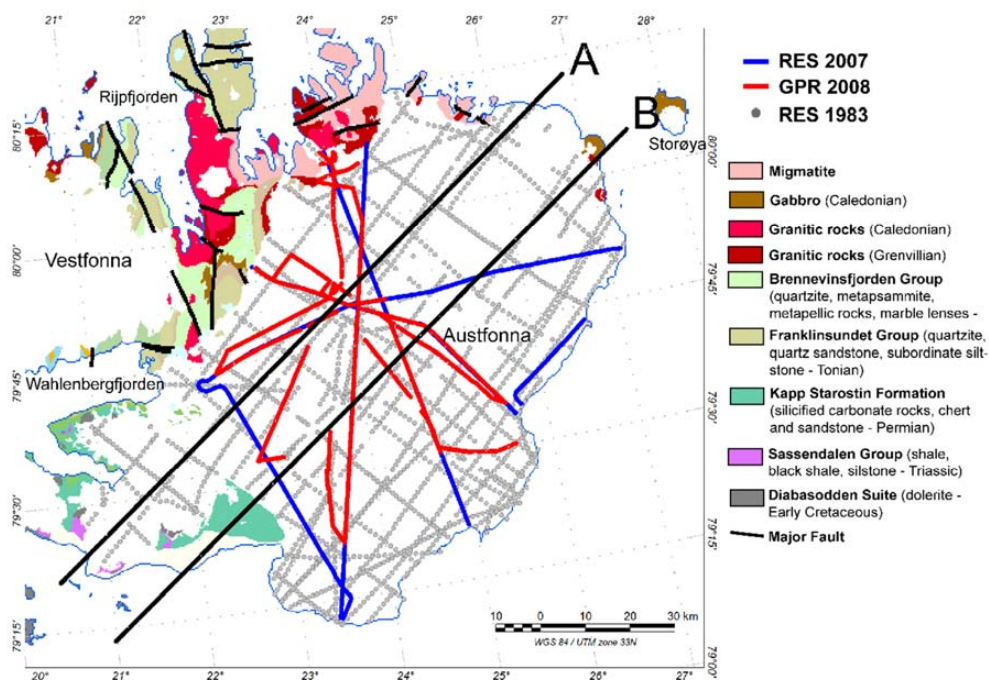 21° 22° 23° 24° 25° 26° 27° 28°
A
B
Rijpfjorden
Storøya
Vestfonna
Austfonna
Wahlenbergfjorden
80°15'
80°00'
79°45'
79°30'
79°15'
80°00'
79°45'
79°30'
79°15'
79°00'
20° 21° 22° 23° 24° 25° 26° 27°
10 0 10 20 30 km
WGS 84 / UTM zone 33N
RES 2007
GPR 2008
RES 1983
Migmatite
Gabbro (Caledonian)
Granitic rocks (Caledonian)
Granitic rocks (Grenvillian)
Brennevinsfjorden Group
(quartzite, metapsammite,
metapellic rocks, marble lenses -
Franklinsundet Group (quartzite,
quartz sandstone, subordinate silt-
stone - Tonian)
Kapp Starostin Formation
(silicified carbonate rocks, chert
and sandstone - Permian)
Sassendalen Group (shale,
black shale, silstone - Triassic)
Diabasodden Suite (dolerite -
Early Cretaceous)
Major Fault